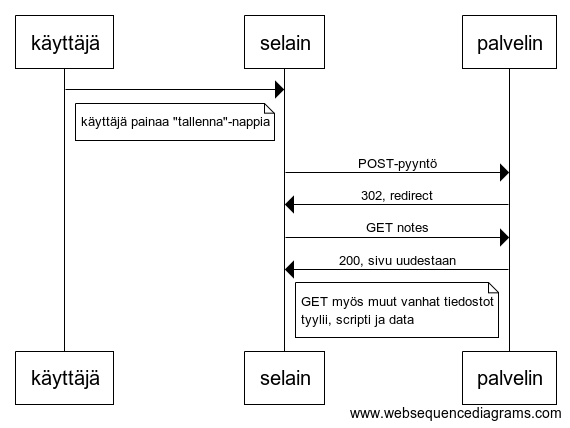 käyttäjä
selain
palvelin
käyttäjä painaa "tallenna"-nappia
POST-pyyntö
302, redirect
GET notes
200, sivu uudestaan
GET myös muut vanhat tiedostot
tyylii, scripti ja data
käyttäjä
selain
palvelin
www.websequencediagrams.com